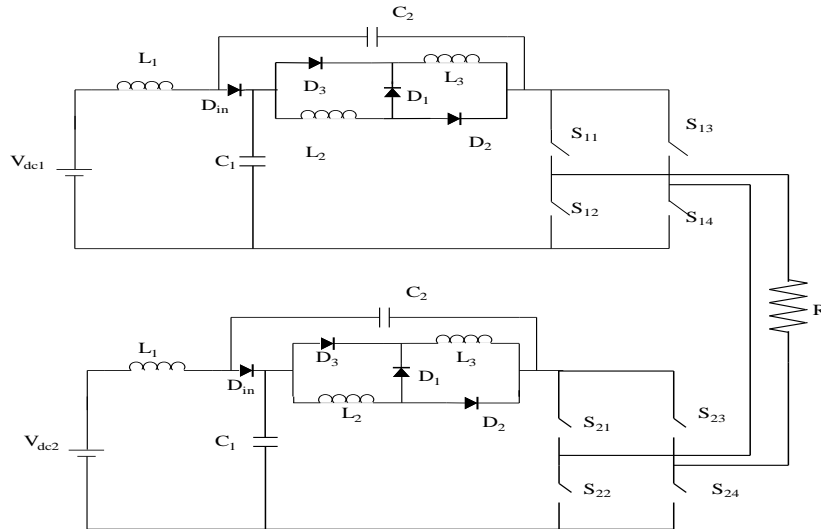 C2
L1
D3
L3
Din
D1
S11
S13
Vdc1
C1
L2
D2
S12
S14
C2
R
L1
D3
L3
Din
D1
L2
S21
S23
Vdc2
C1
D2
S22
S24